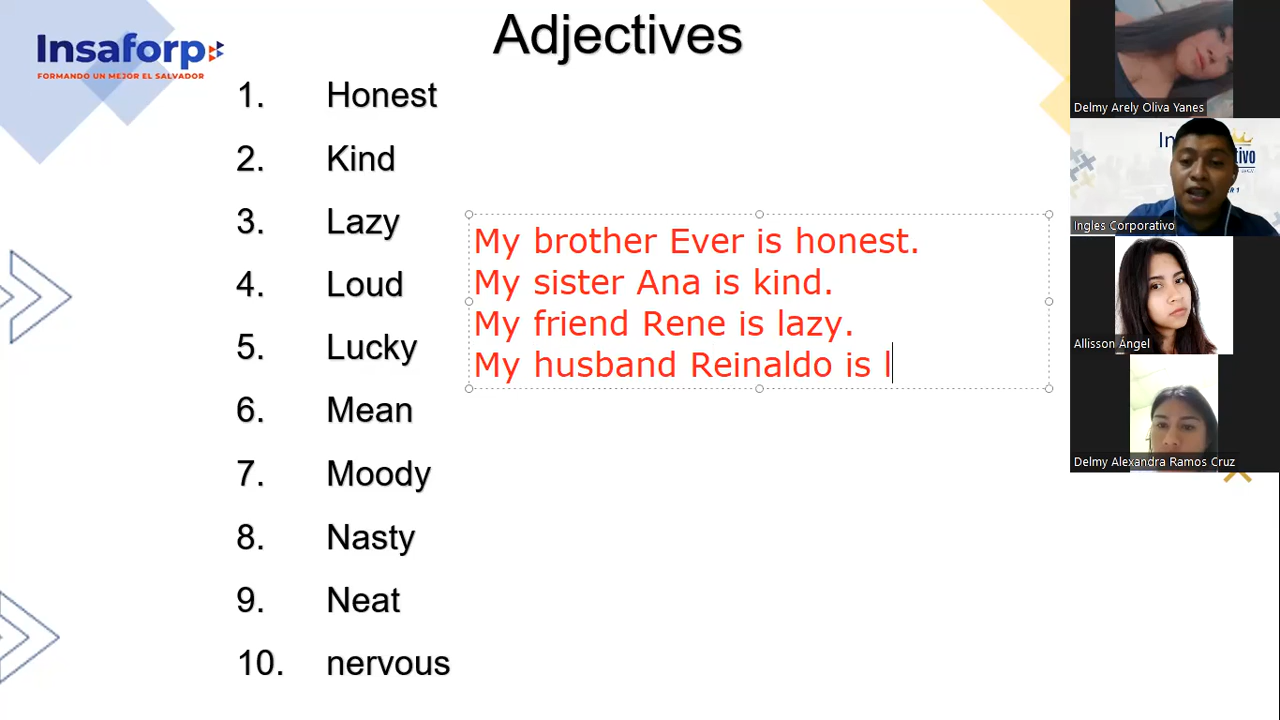 Adjectives
Insaforp
FORMANDO UN MEJOR EL SALVADOR
1. Honest
2. Kind
3. Lazy
4. Loud
5. Lucky
6. Mean
7. Moody
8. Nasty
9. Neat
10. nervous
My brother Ever is honest.
My sister Ana is kind.
My friend Rene is lazy.
My husband Reinaldo is l
Delmy Arely Oliva Yanes
Ingles Corporativo
Allisson Ángel
Delmy Alexandra Ramos Cruz